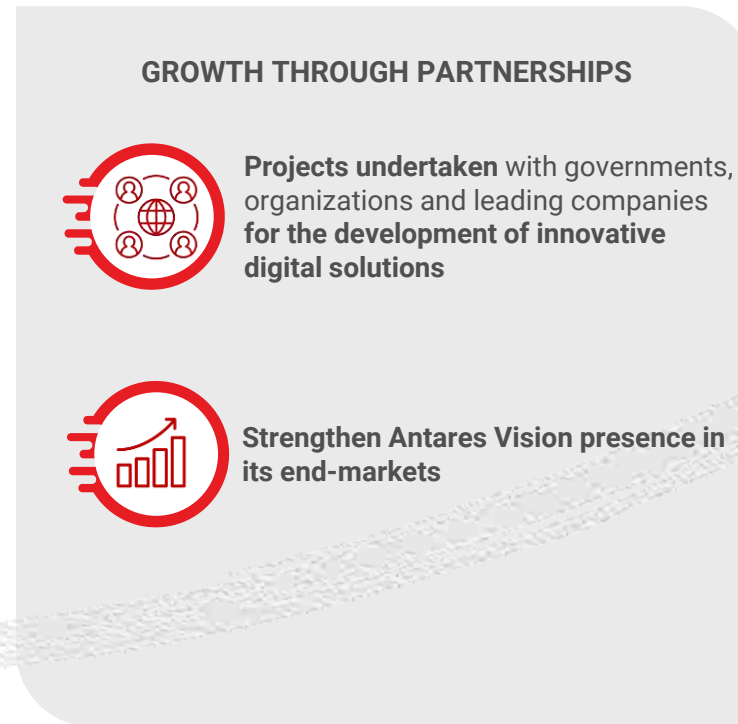 GROWTH THROUGH PARTNERSHIPS
Projects undertaken with governments,
organizations and leading companies
for the development of innovative
digital solutions
Strengthen Antares Vision presence in
its end-markets